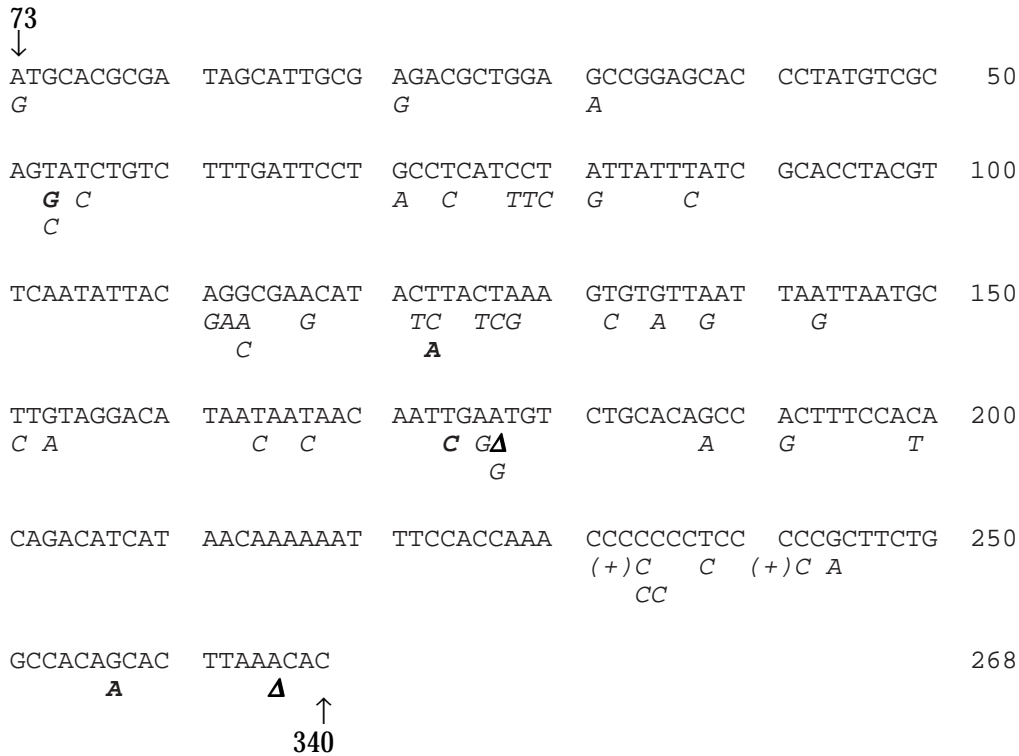 73
↓
ATGCACGCGA TAGCATTGCG AGACGCTGGA GCCGGAGCAC CCTATGTCGC 50
G G A
AGTATCTGTC TTTGATTCCT GCCTCATCCT ATTATTTATC GCACCTACGT 100
G C A C TTC G C
C
TCAATATTAC AGGCGAACAT ACTTACTAAA GTGTGTTAAT TAATTAATGC 150
GAA G TC TCG C A G G
C A
TTGTAGGACA TAATAATAAC AATTGAATGT CTGCACAGCC ACTTTCCACA 200
C A C C C GΔ A G T
G
CAGACATCAT AACAAAAAAT TTCCACCAAA CCCCCCCTCC CCCGCTTCTG 250
(+)C C (+)C A
CC
GCCACAGCAC TTAAACAC 268
A Δ
↑
340